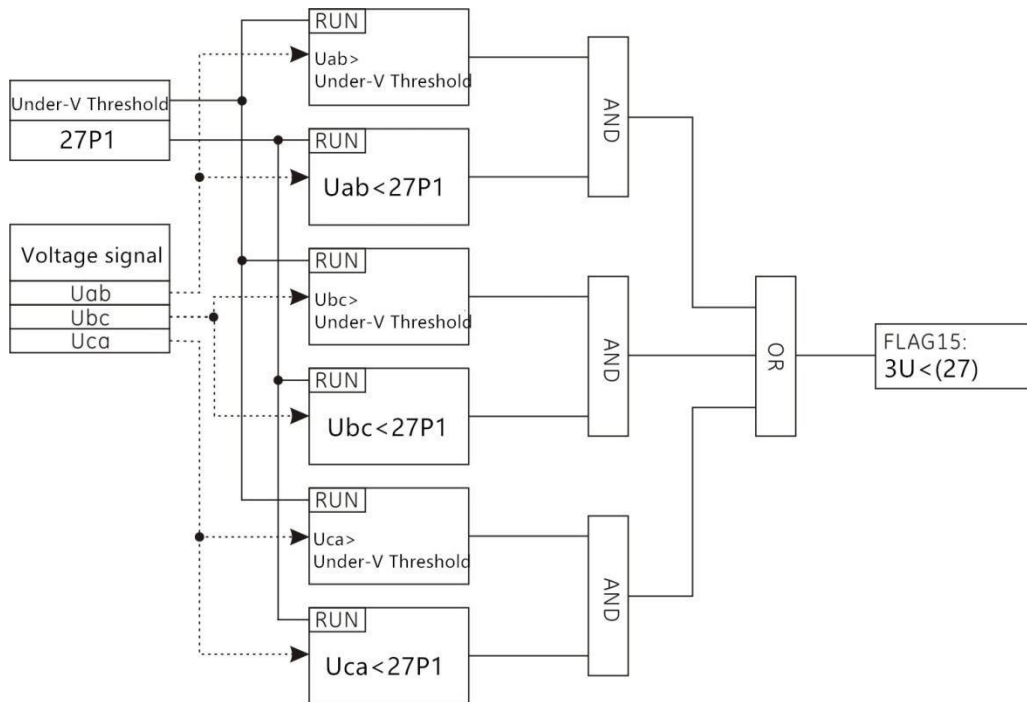 Under-V Threshold
27P1
Voltage signal
Uab
Ubc
Uca
RUN
Uab>
Under-V Threshold
RUN
Uab<27P1
RUN
Ubc>
Under-V Threshold
RUN
Ubc<27P1
RUN
Uca>
Under-V Threshold
RUN
Uca<27P1
AND
AND
AND
OR
FLAG15:
3U<(27)